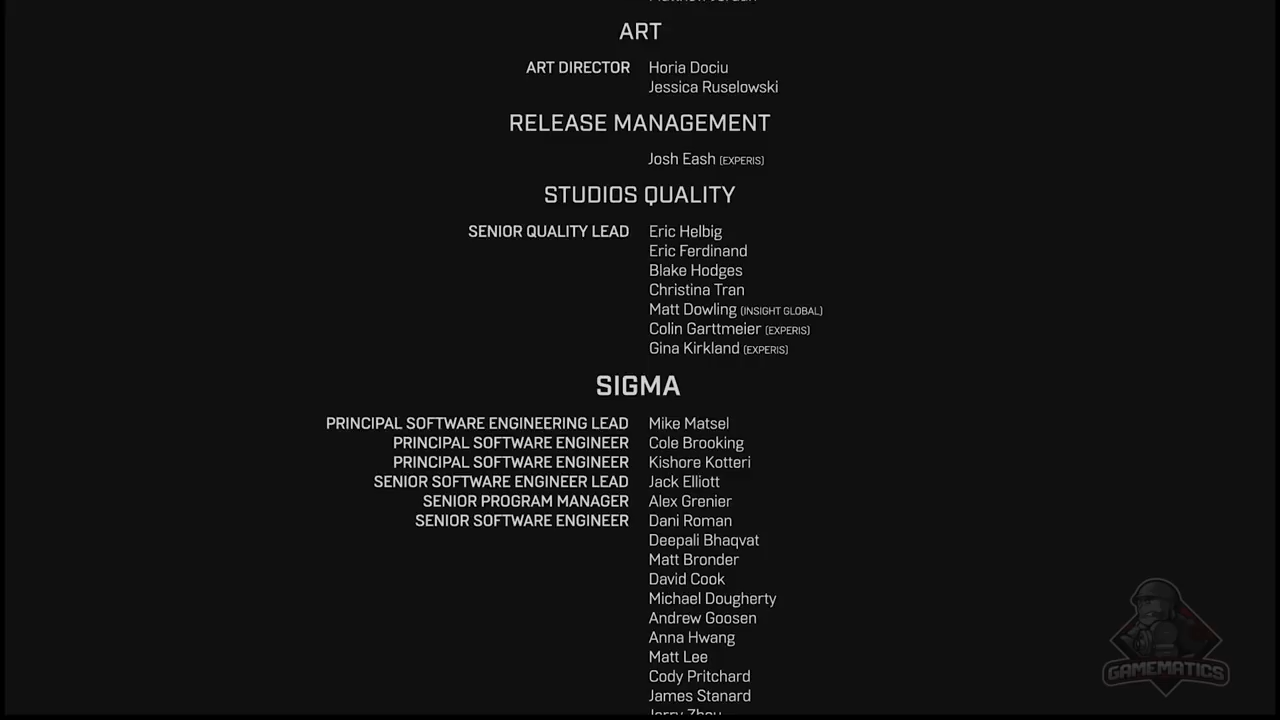 ART
ART DIRECTOR Horia Dociu
Jessica Ruselowski
RELEASE MANAGEMENT
Josh Eash (EXPERIS)
STUDIOS QUALITY
SENIOR QUALITY LEAD Eric Helbig
Eric Ferdinand
Blake Hodges
Christina Tran
Matt Dowling (INSIGHT GLOBAL)
Colin Garttmeier (EXPERIS)
Gina Kirkland (EXPERIS)
SIGMA
PRINCIPAL SOFTWARE ENGINEERING LEAD Mike Matsel
PRINCIPAL SOFTWARE ENGINEER Cole Brooking
PRINCIPAL SOFTWARE ENGINEER Kishore Kotteri
SENIOR SOFTWARE ENGINEER LEAD Jack Elliott
SENIOR PROGRAM MANAGER Alex Grenier
SENIOR SOFTWARE ENGINEER Dani Roman
Deepali Bhaqvat
Matt Bronder
David Cook
Michael Dougherty
Andrew Goosen
Anna Hwang
Matt Lee
Cody Pritchard
James Stanard
GAMEMATICS